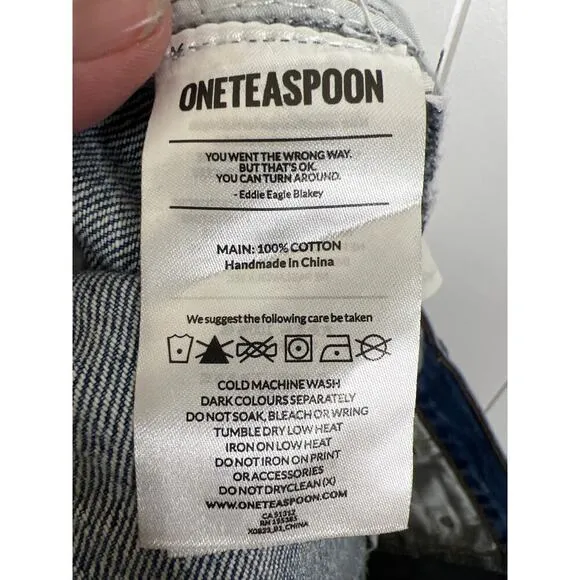 ONETEASPOON
YOU WENT THE WRONG WAY.
BUT THAT'S OK.
YOU CAN TURN AROUND.
- Eddie Eagle Blakey
MAIN: 100% COTTON
Handmade in China
We suggest the following care be taken
COLD MACHINE WASH
DARK COLOURS SEPARATELY
DO NOT SOAK, BLEACH OR WRING
TUMBLE DRY LOW HEAT
IRON ON LOW HEAT
DO NOT IRON ON PRINT
OR ACCESSORIES
DO NOT DRYCLEAN (X)
WWW.ONETEASPOON.COM
CA 51312